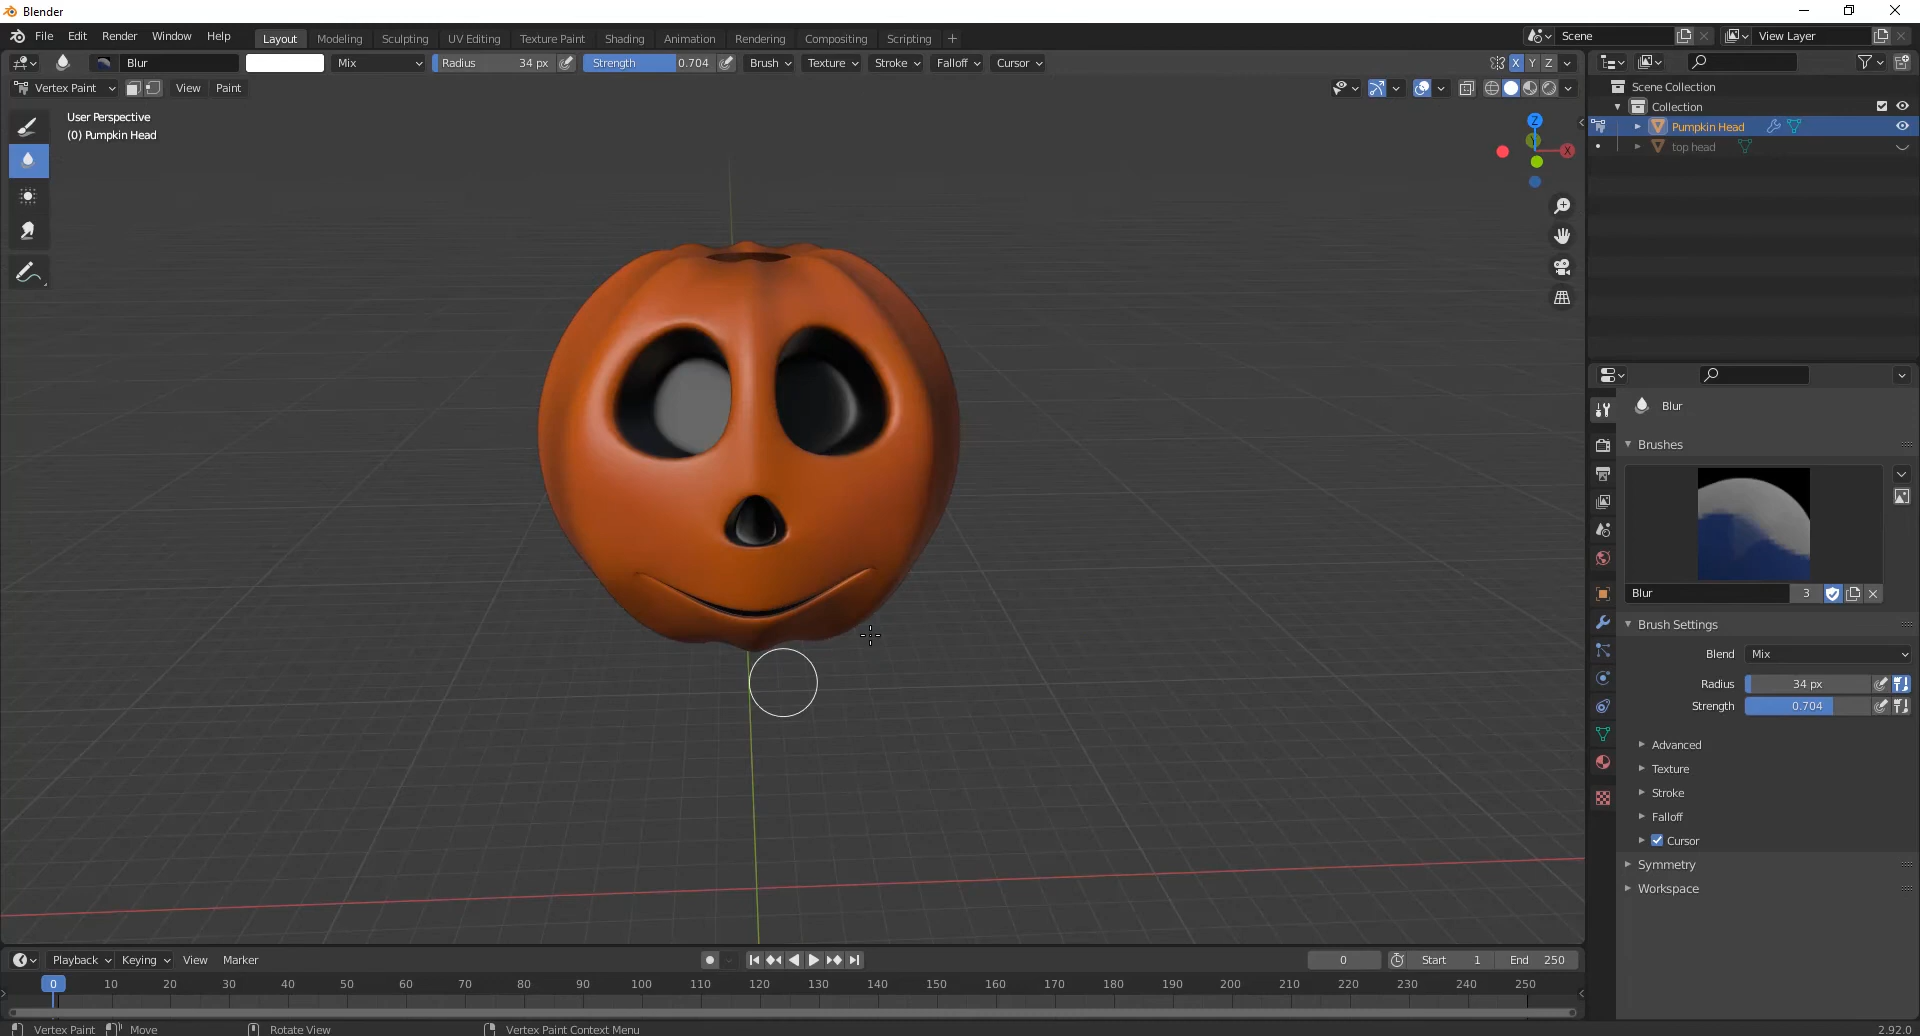 Blender
File Edit Render Window Help
Layout Modeling Sculpting UV Editing Texture Paint Shading Animation Rendering Compositing Scripting +
Scene
View Layer
Blur Mix Radius 34 px Strength 0.704 Brush Texture Stroke Falloff Cursor X Y Z
Vertex Paint View Paint
User Perspective
(0) Pumpkin Head
Z
X
Scene Collection
Collection
Pumpkin Head
top head
Blur
Brushes
Blur 3
Brush Settings
Blend Mix
Radius 34 px
Strength 0.704
Advanced
Texture
Stroke
Falloff
Cursor
Symmetry
Workspace
Playback Keying View Marker 0 Start 1 End 250
0 10 20 30 40 50 60 70 80 90 100 110 120 130 140 150 160 170 180 190 200 210 220 230 240 250
Vertex Paint Move Rotate View Vertex Paint Context Menu 2.92.0